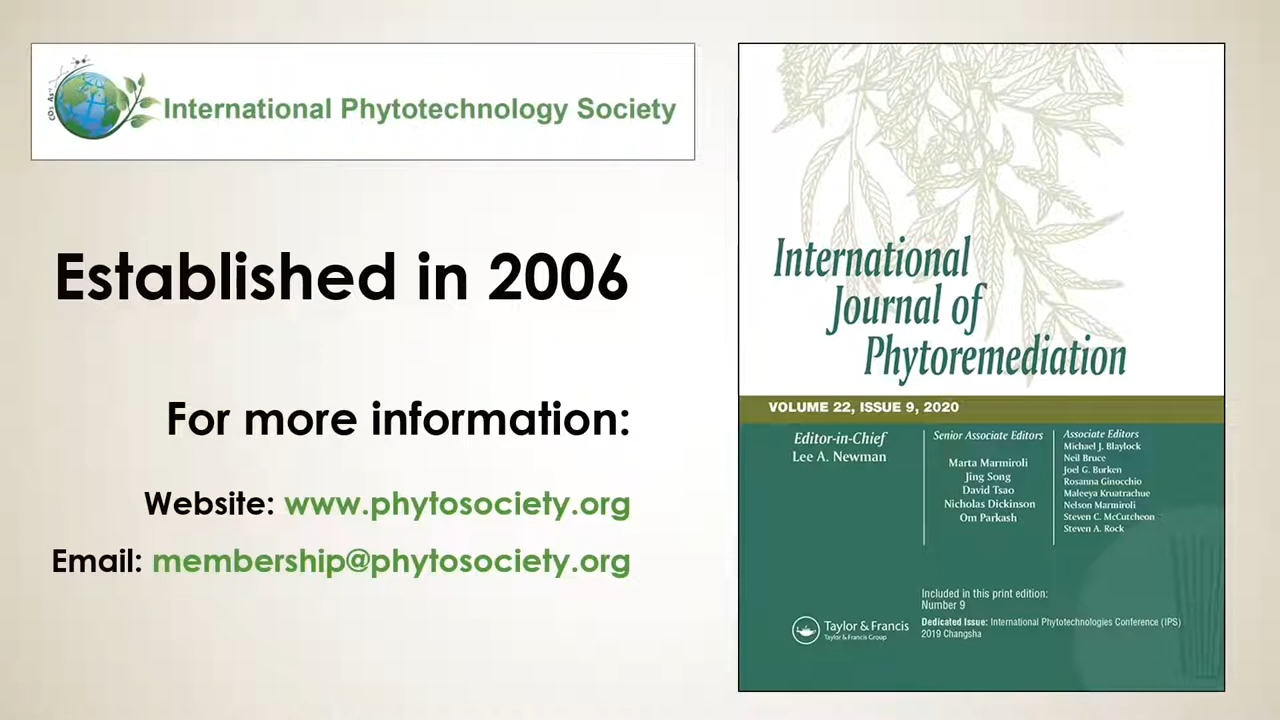 International Phytotechnology Society
Established in 2006
For more information:
Website: www.phytosociety.org
Email: membership@phytosociety.org
International
Journal of
Phytoremediation
VOLUME 22, ISSUE 9, 2020
Editor-in-Chief
Lee A. Newman
Senior Associate Editors
Marta Marmiroli
Jing Song
David Tsao
Nicholas Dickinson
Om Parkash
Associate Editors
Michael J. Blaylock
Neil Bruce
Joel G. Burken
Rosanna Ginocchio
Maleeya Kruatrachue
Nelson Marmiroli
Steven C. McCutcheon
Steven A. Rock
Included in this print edition:
Number 9
Dedicated Issue: International Phytotechnologies Conference (IPS)
2019 Changsha
Taylor & Francis
Taylor & Francis Group